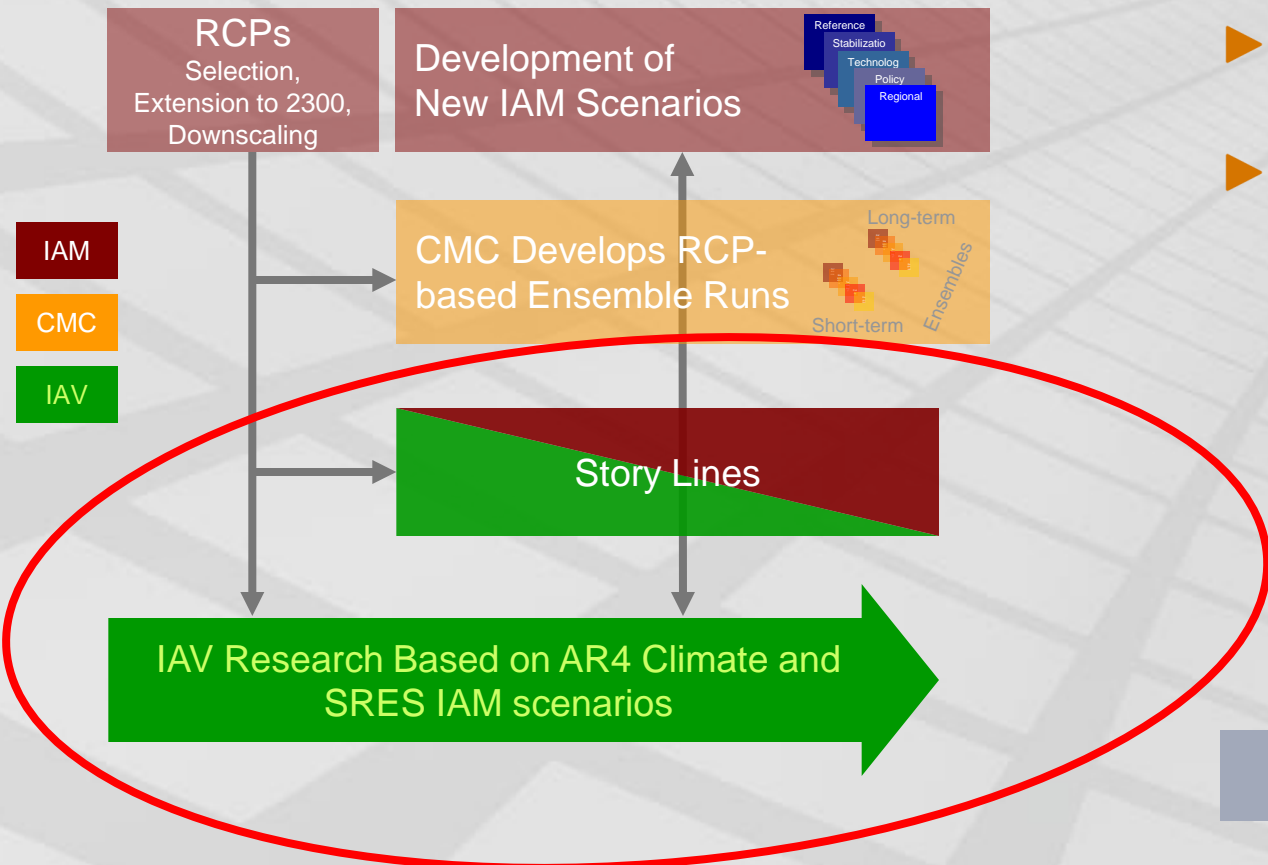 RCPs
Selection,
Extension to 2300,
Downscaling
Development of
New IAM Scenarios
Reference
Stabilizatio
Technolog
Policy
Regional
IAM
CMC
IAV
CMC Develops RCP-
based Ensemble Runs
Long-term
Short-term
Ensembles
Story Lines
IAV Research Based on AR4 Climate and
SRES IAM scenarios